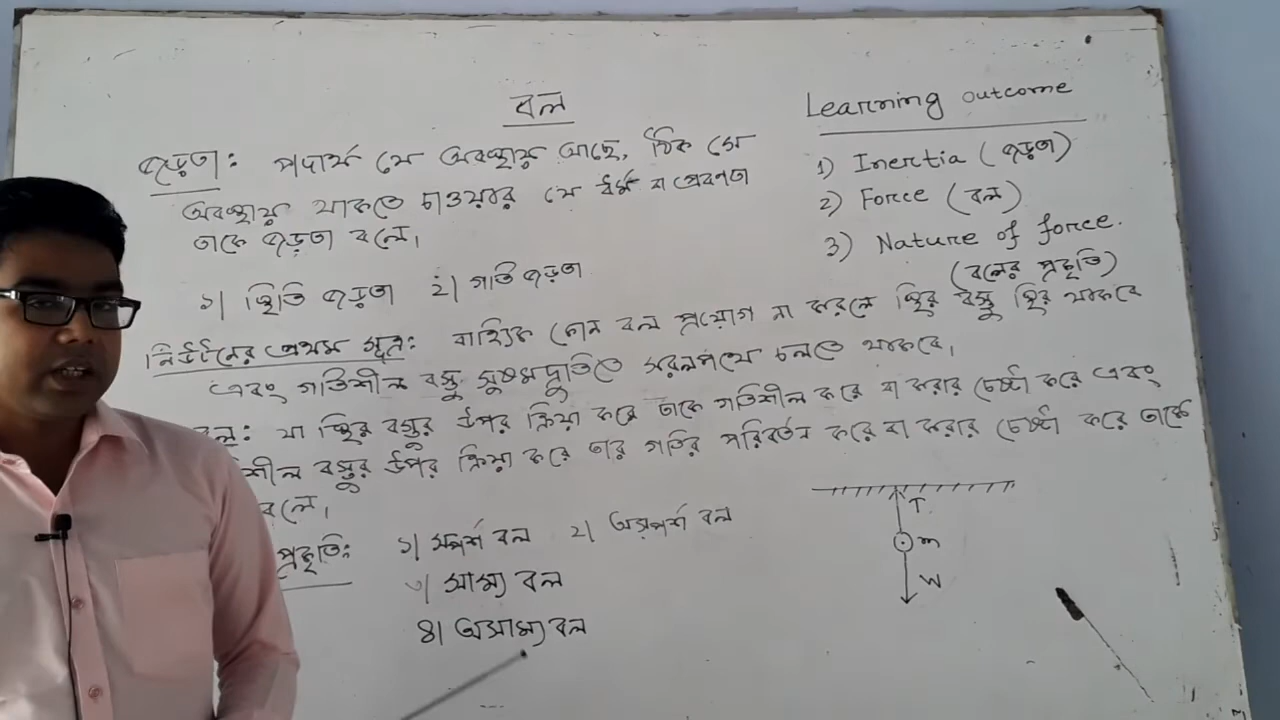 বল
জড়তা: পদার্থ যে অবস্থায় আছে, ঠিক সে
অবস্থায় থাকতে চাওয়ার যে ধর্ম বা প্রবণতা
তাকে জড়তা বলে।
১| স্থিতি জড়তা ২| গতি জড়তা
নিউটনের প্রথম সূত্র: বাহ্যিক কোন বল প্রয়োগ না করলে স্থির বস্তু স্থির থাকবে
এবং গতিশীল বস্তু সুষমদ্রুতিতে সরলপথে চলতে থাকবে।
বল: যা স্থির বস্তুর উপর ক্রিয়া করে তাকে গতিশীল করে বা করার চেষ্টা করে এবং
শীল বস্তুর উপর ক্রিয়া করে তার গতির পরিবর্তন করে বা করার চেষ্টা করে তাকে
বলে।
প্রকৃতি: ১| স্পর্শ বল ২| অস্পর্শ বল
৩| সাম্য বল
৪| অসাম্য বল
Learning outcome
1) Inertia (জড়তা)
2) Force (বল)
3) Nature of force.
(বলের প্রকৃতি)
T
m
W